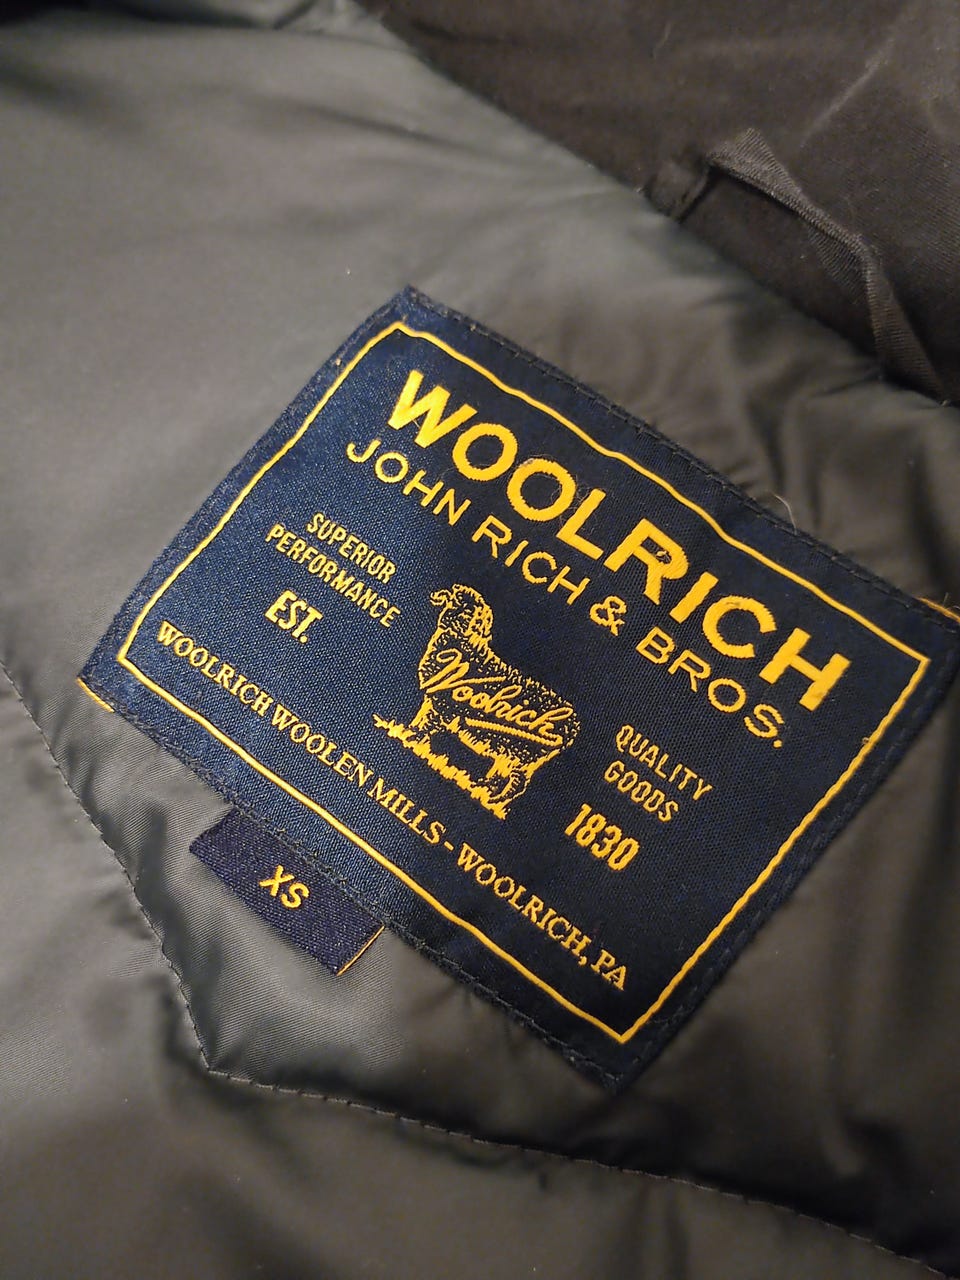 WOOLRICH
JOHN RICH & BROS.
SUPERIOR
PERFORMANCE
EST.
Woolrich
QUALITY
GOODS
1830
WOOLRICH WOOLEN MILLS - WOOLRICH, PA
XS